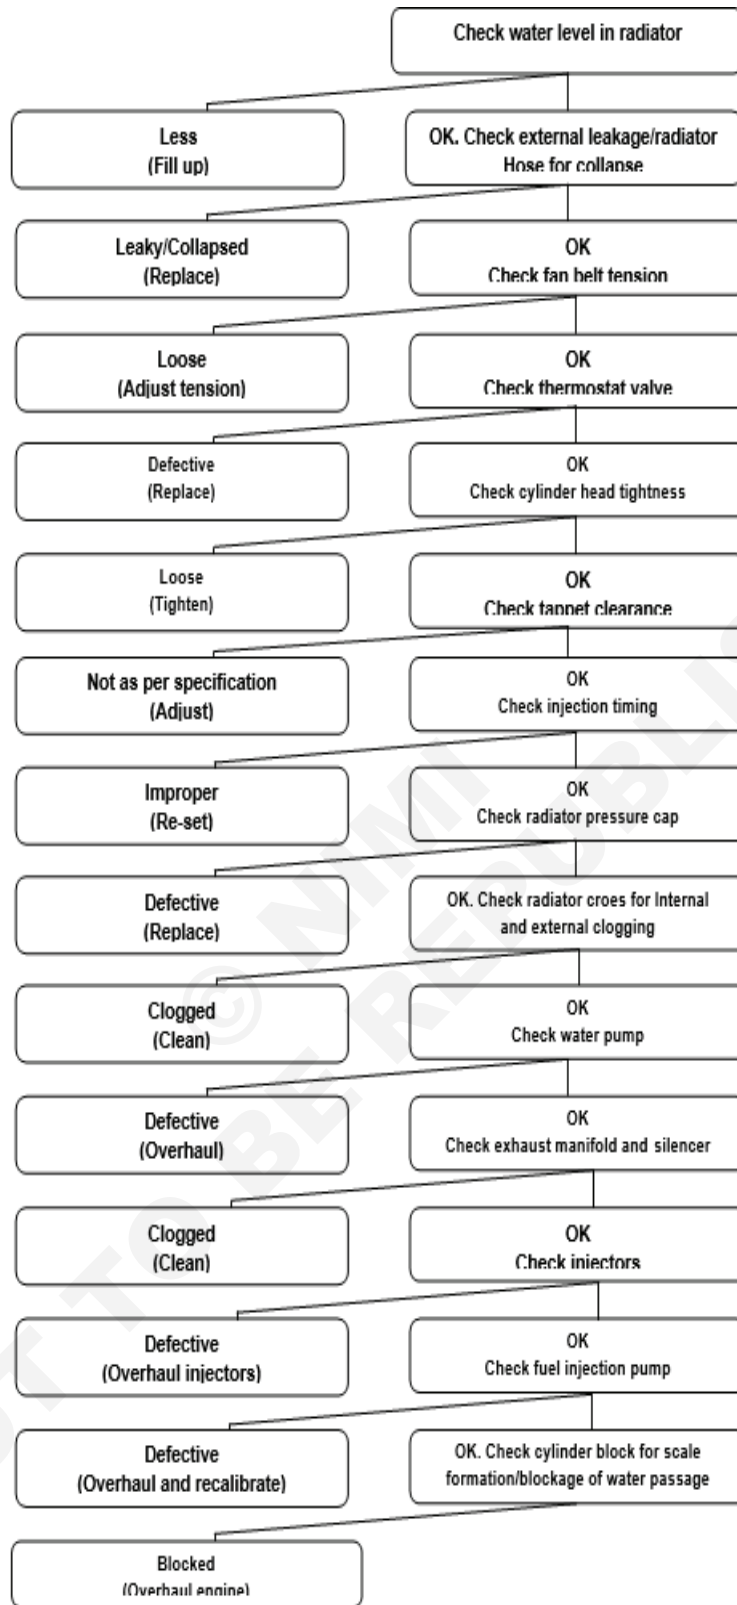 Check water level in radiator
Less
(Fill up)
OK. Check external leakage/radiator
Hose for collapse
Leaky/Collapsed
(Replace)
OK
Check fan belt tension
Loose
(Adjust tension)
OK
Check thermostat valve
Defective
(Replace)
OK
Check cylinder head tightness
Loose
(Tighten)
OK
Check tappet clearance
Not as per specification
(Adjust)
OK
Check injection timing
Improper
(Re-set)
OK
Check radiator pressure cap
Defective
(Replace)
OK. Check radiator croes for Internal
and external clogging
Clogged
(Clean)
OK
Check water pump
Defective
(Overhaul)
OK
Check exhaust manifold and silencer
Clogged
(Clean)
OK
Check injectors
Defective
(Overhaul injectors)
OK
Check fuel injection pump
Defective
(Overhaul and recalibrate)
OK. Check cylinder block for scale
formation/blockage of water passage
Blocked
(Overhaul engine)
© NIMI
TO BE REPUBLIS